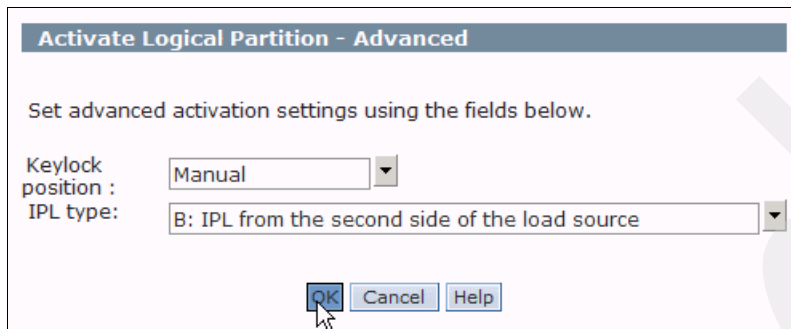 Activate Logical Partition - Advanced
Set advanced activation settings using the fields below.
Keylock
position :
Manual
IPL type:
B: IPL from the second side of the load source
OK Cancel Help